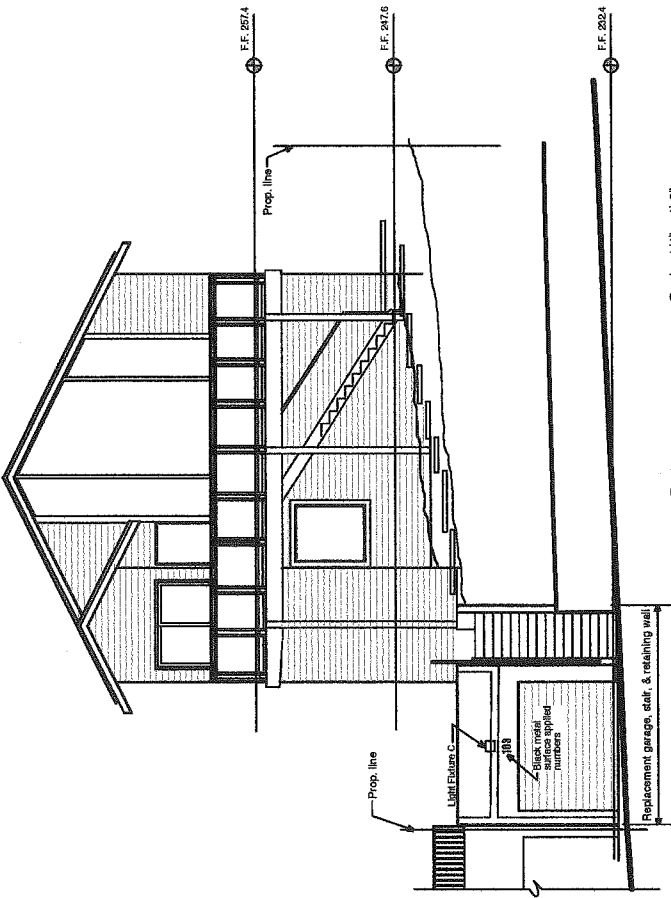 F.F. 257.4
F.F. 247.6
F.F. 232.4
Prop. line
Prop. line
Light Fixture C
103
Black metal
surface applied
numbers
Replacement garage, stair, & retaining wall